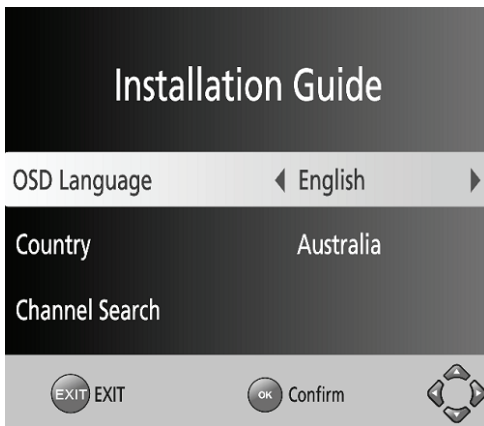 Installation Guide
OSD Language English
Country Australia
Channel Search
EXIT EXIT OK Confirm